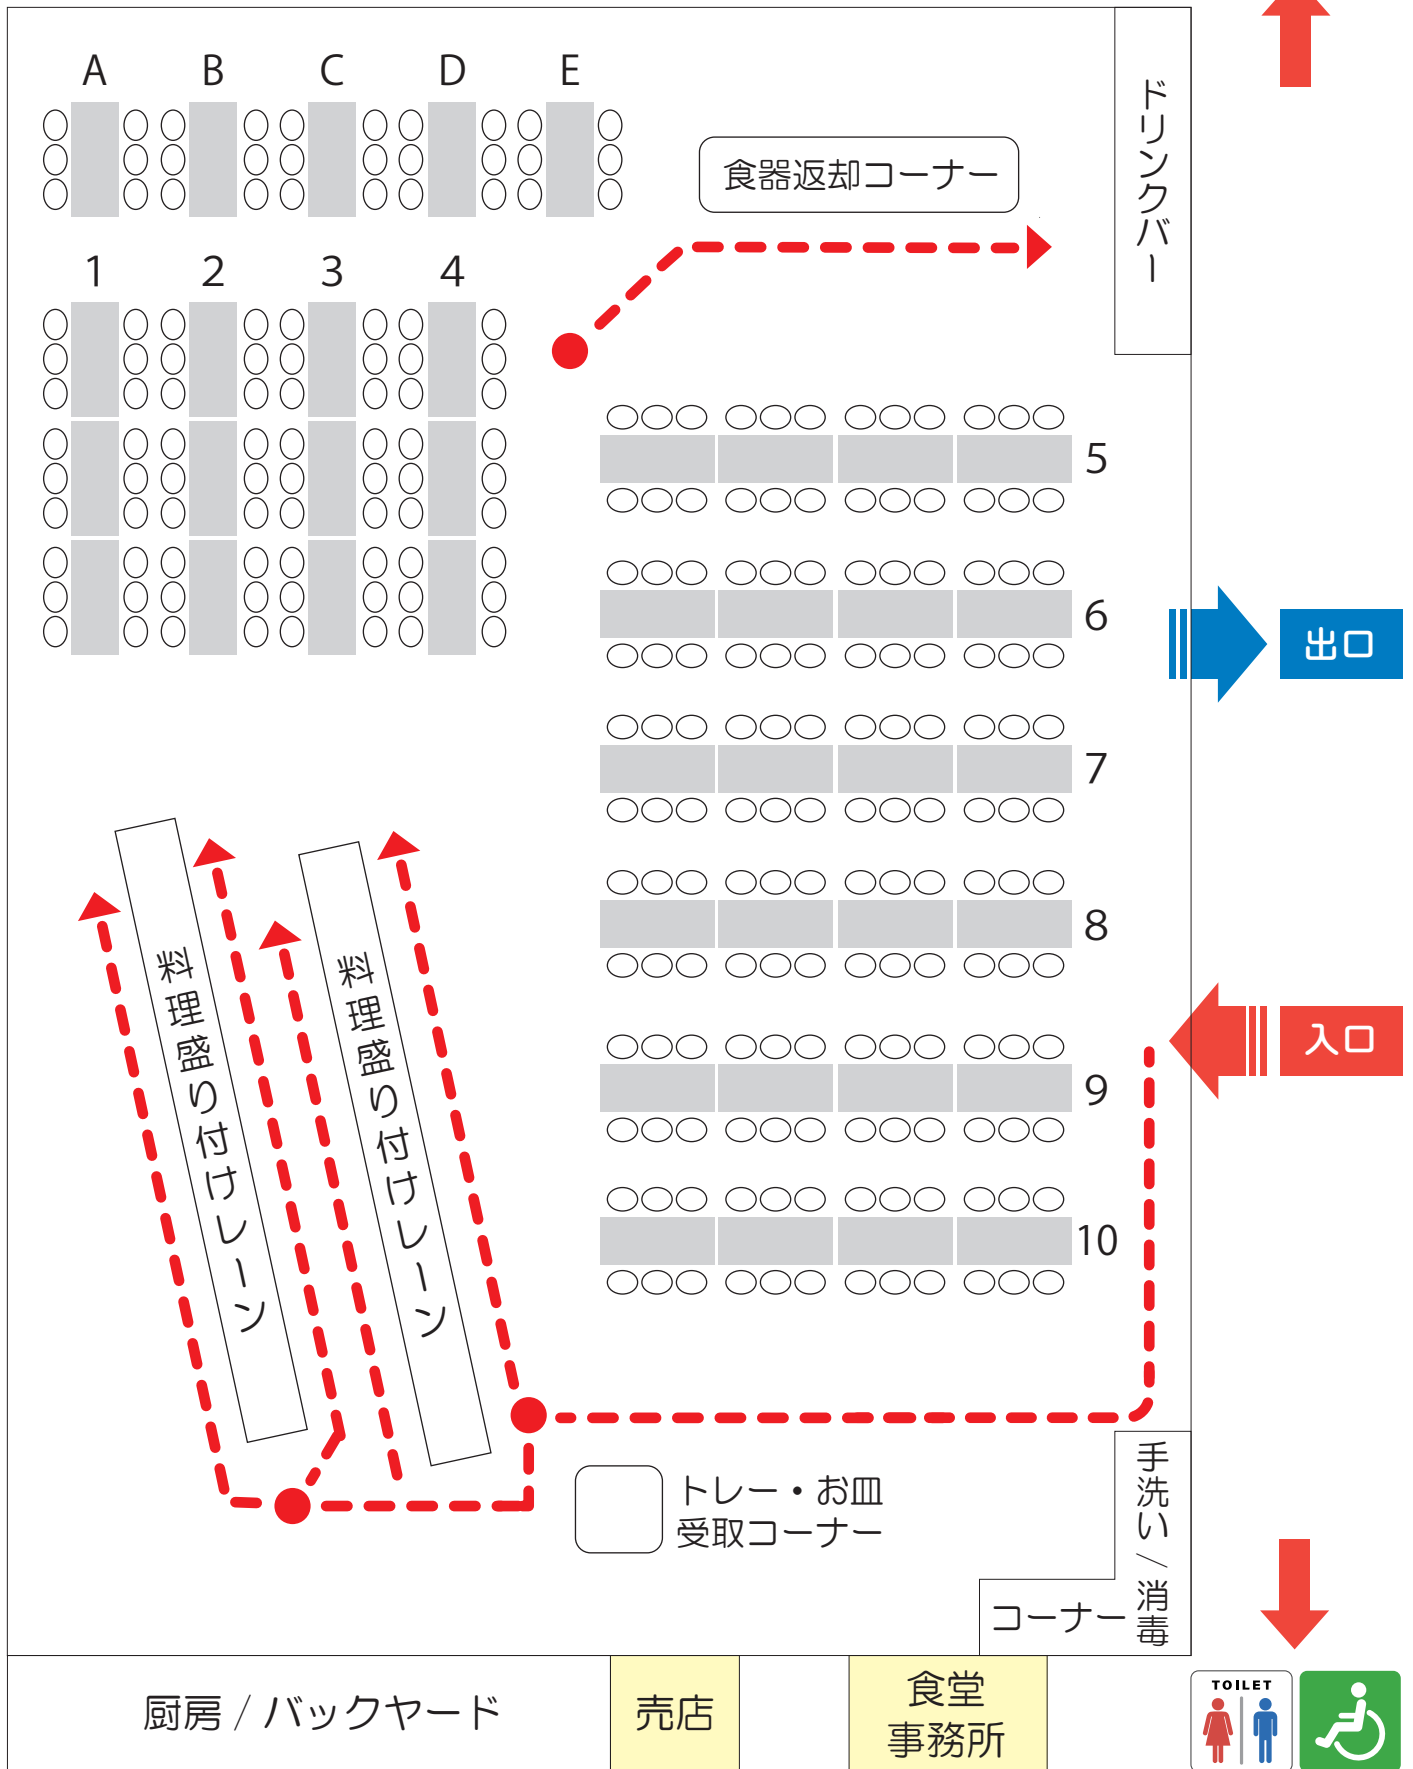 A B C D E
ドリンクバー
食器返却コーナー
1 2 3 4
5
6
出口
7
8
入口
9
10
料理盛り付けレーン
料理盛り付けレーン
トレー・お皿
受取コーナー
手洗い/消毒
コーナー
厨房/バックヤード
売店
食堂
事務所
TOILET